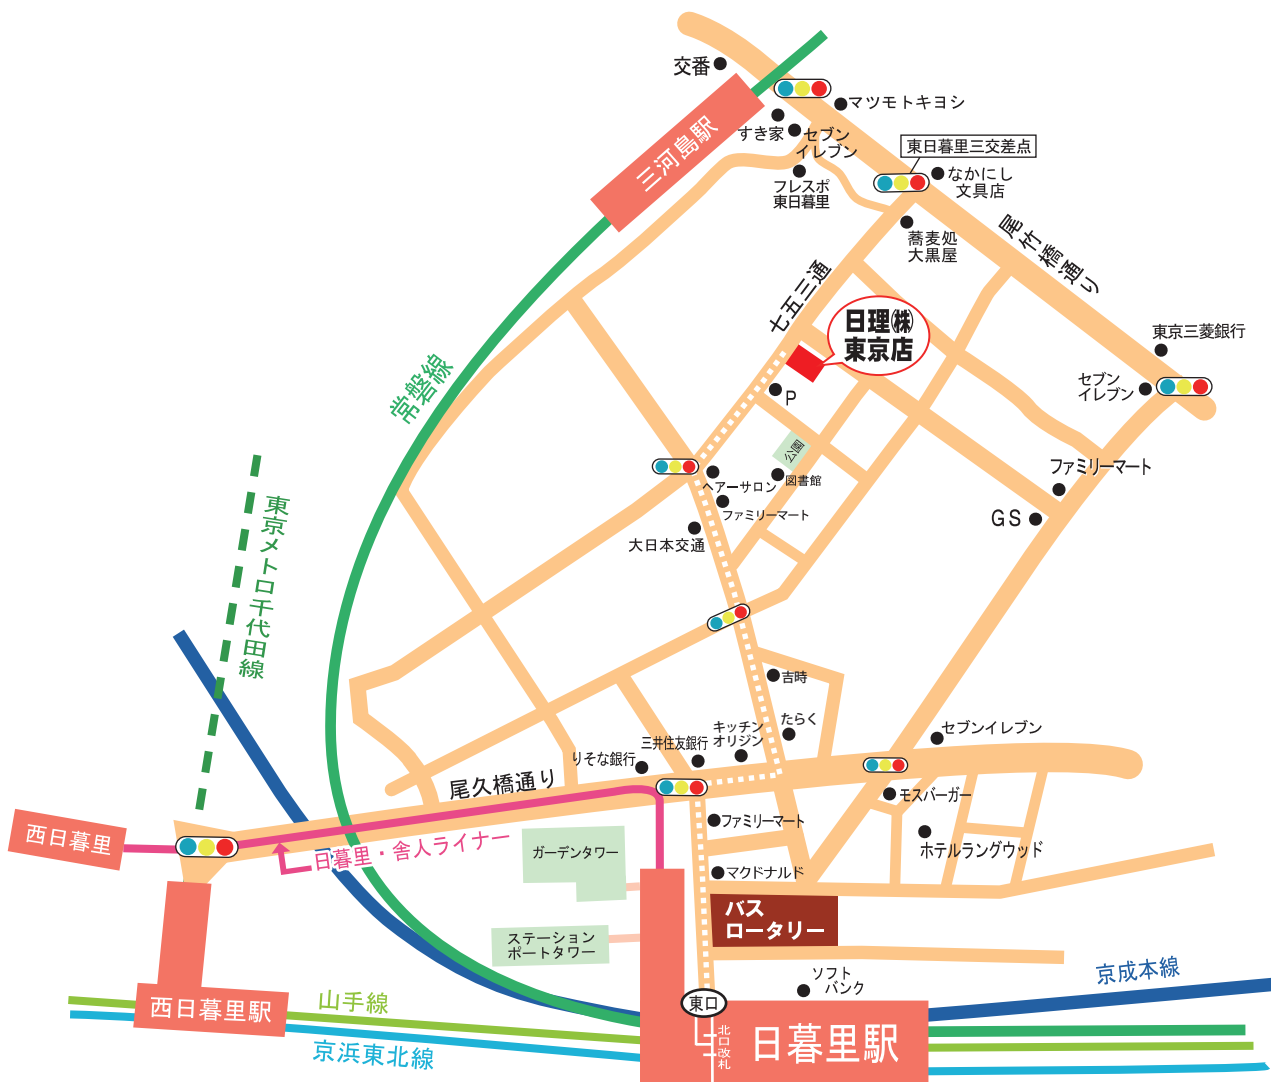 交番
マツモトキヨシ
すき家
セブン
イレブン
三河島駅
東日暮里三交差点
なかにし
文具店
フレスポ
東日暮里
蕎麦処
大黒屋
尾竹橋通り
七五三通
日理㈱
東京店
東京三菱銀行
セブン
イレブン
常磐線
P
公園
ファミリーマート
図書館
ヘアーサロン
ファミリーマート
GS
大日本交通
東京メトロ千代田線
吉時
たらく
キッチン
オリジン
三井住友銀行
りそな銀行
セブンイレブン
尾久橋通り
モスバーガー
ファミリーマート
西日暮里
日暮里・舎人ライナー
ガーデンタワー
ホテルラングウッド
マクドナルド
バス
ロータリー
ステーション
ポートタワー
京成本線
ソフト
バンク
山手線
西日暮里駅
東口
京浜東北線
北口改札
日暮里駅